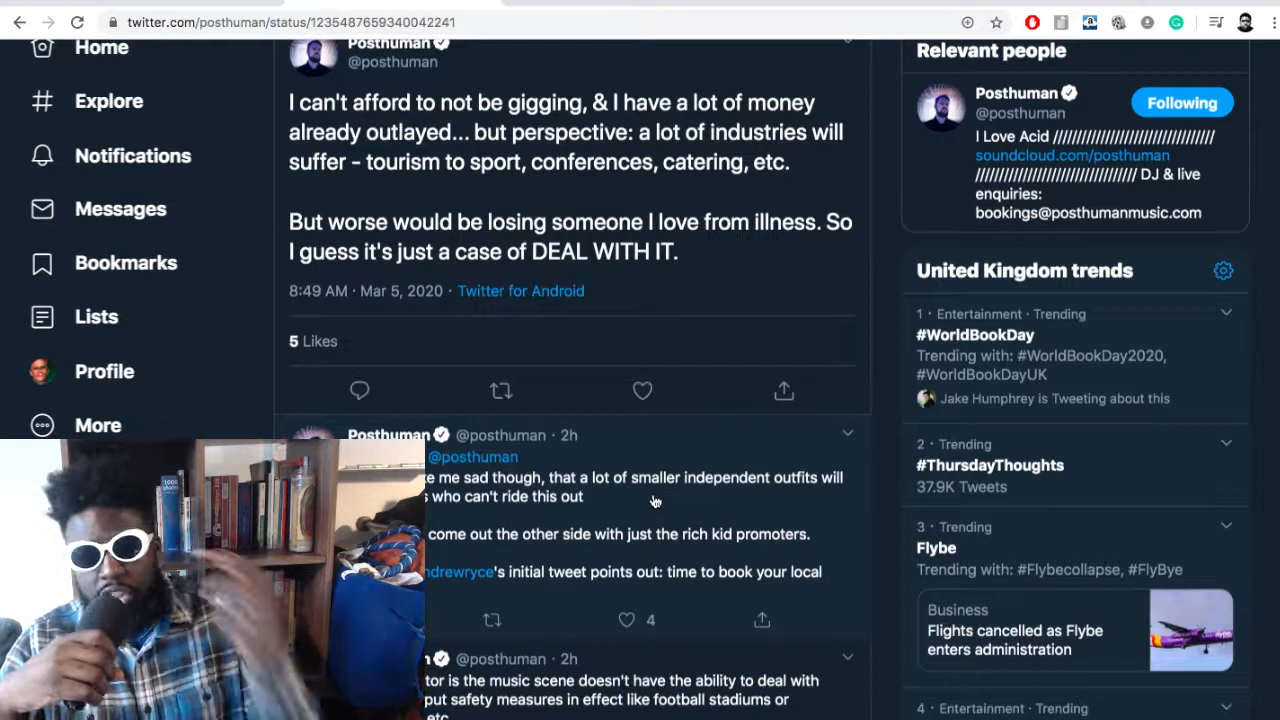 twitter.com/posthuman/status/1235487659340042241
Home
Explore
Notifications
Messages
Bookmarks
Lists
Profile
More
Posthuman
@posthuman
I can't afford to not be gigging, & I have a lot of money
already outlayed... but perspective: a lot of industries will
suffer - tourism to sport, conferences, catering, etc.
But worse would be losing someone I love from illness. So
I guess it's just a case of DEAL WITH IT.
8:49 AM · Mar 5, 2020 · Twitter for Android
5 Likes
Posthuman @posthuman · 2h
@posthuman
me sad though, that a lot of smaller independent outfits will
who can't ride this out
come out the other side with just the rich kid promoters.
's initial tweet points out: time to book your local
4
@posthuman · 2h
is the music scene doesn't have the ability to deal with
put safety measures in effect like football stadiums or
etc
Relevant people
Posthuman
@posthuman
Following
I Love Acid //////////////////////////////////
soundcloud.com/posthuman
////////////////////////////////// DJ & live
enquiries:
bookings@posthumanmusic.com
United Kingdom trends
1 · Entertainment · Trending
#WorldBookDay
Trending with: #WorldBookDay2020,
#WorldBookDayUK
Jake Humphrey is Tweeting about this
2 · Trending
#ThursdayThoughts
37.9K Tweets
3 · Trending
Flybe
Trending with: #Flybecollapse, #FlyBye
Business
Flights cancelled as Flybe
enters administration
4 · Entertainment · Trending